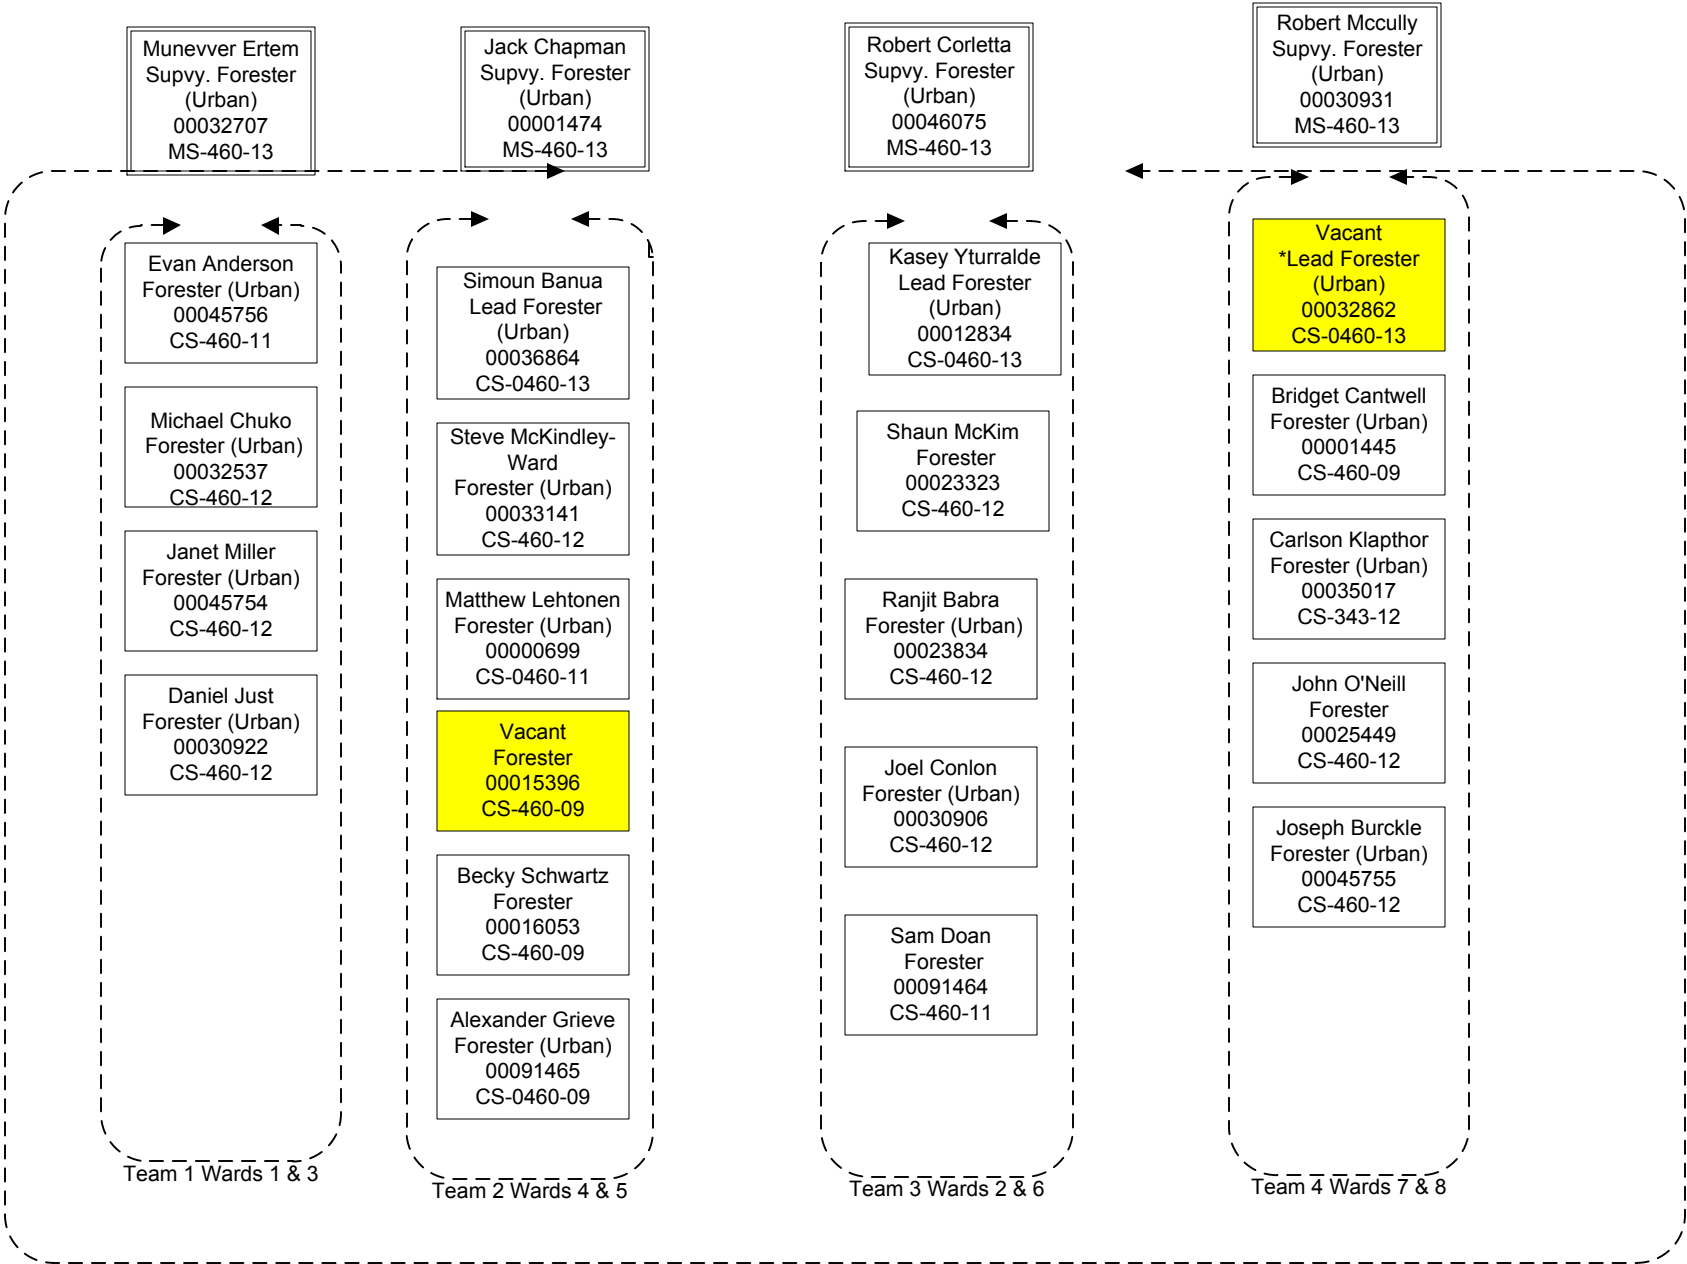 Munevver Ertem
Supvy. Forester
(Urban)
00032707
MS-460-13
Jack Chapman
Supvy. Forester
(Urban)
00001474
MS-460-13
Robert Corletta
Supvy. Forester
(Urban)
00046075
MS-460-13
Robert Mccully
Supvy. Forester
(Urban)
00030931
MS-460-13
Evan Anderson
Forester (Urban)
00045756
CS-460-11
Michael Chuko
Forester (Urban)
00032537
CS-460-12
Janet Miller
Forester (Urban)
00045754
CS-460-12
Daniel Just
Forester (Urban)
00030922
CS-460-12
Team 1 Wards 1 & 3
Simoun Banua
Lead Forester
(Urban)
00036864
CS-0460-13
Steve McKindley-
Ward
Forester (Urban)
00033141
CS-460-12
Matthew Lehtonen
Forester (Urban)
00000699
CS-0460-11
Vacant
Forester
00015396
CS-460-09
Becky Schwartz
Forester
00016053
CS-460-09
Alexander Grieve
Forester (Urban)
00091465
CS-0460-09
Team 2 Wards 4 & 5
Kasey Yturralde
Lead Forester
(Urban)
00012834
CS-0460-13
Shaun McKim
Forester
00023323
CS-460-12
Ranjit Babra
Forester (Urban)
00023834
CS-460-12
Joel Conlon
Forester (Urban)
00030906
CS-460-12
Sam Doan
Forester
00091464
CS-460-11
Team 3 Wards 2 & 6
Vacant
*Lead Forester
(Urban)
00032862
CS-0460-13
Bridget Cantwell
Forester (Urban)
00001445
CS-460-09
Carlson Klapthor
Forester (Urban)
00035017
CS-343-12
John O'Neill
Forester
00025449
CS-460-12
Joseph Burckle
Forester (Urban)
00045755
CS-460-12
Team 4 Wards 7 & 8